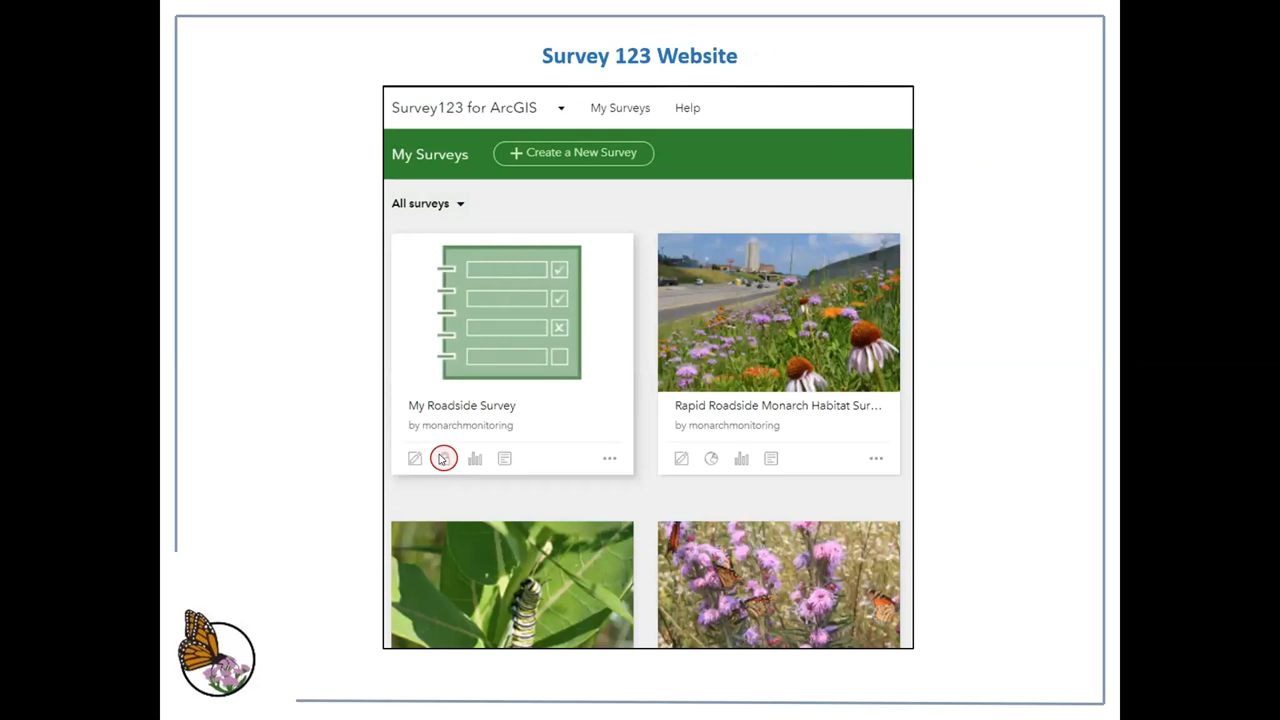 Survey 123 Website
Survey123 for ArcGIS My Surveys Help
My Surveys + Create a New Survey
All surveys
My Roadside Survey
by monarchmonitoring
Rapid Roadside Monarch Habitat Sur...
by monarchmonitoring